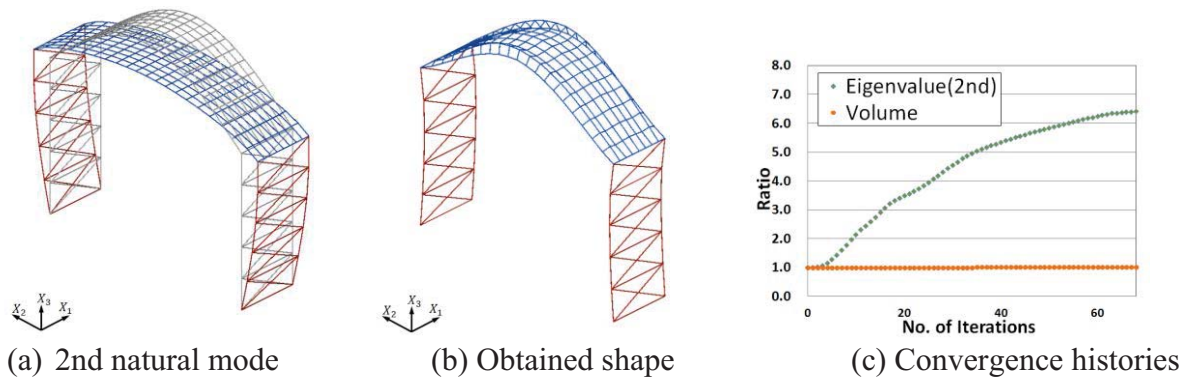 X₂ X₃ X₁
(a) 2nd natural mode
X₂ X₃ X₁
(b) Obtained shape
8.0
7.0
6.0
5.0
4.0
3.0
2.0
1.0
0.0
Ratio
Eigenvalue(2nd)
Volume
0 20 40 60
No. of Iterations
(c) Convergence histories